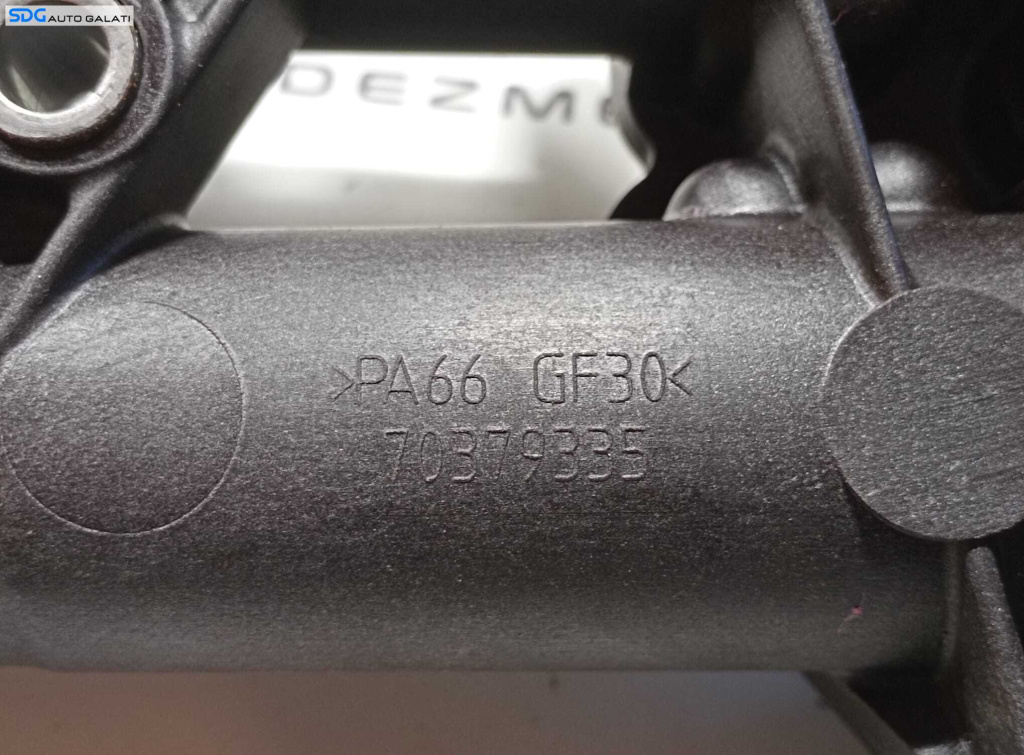 SDG AUTO GALATI
DEZM
>PA66 GF30<
70379335